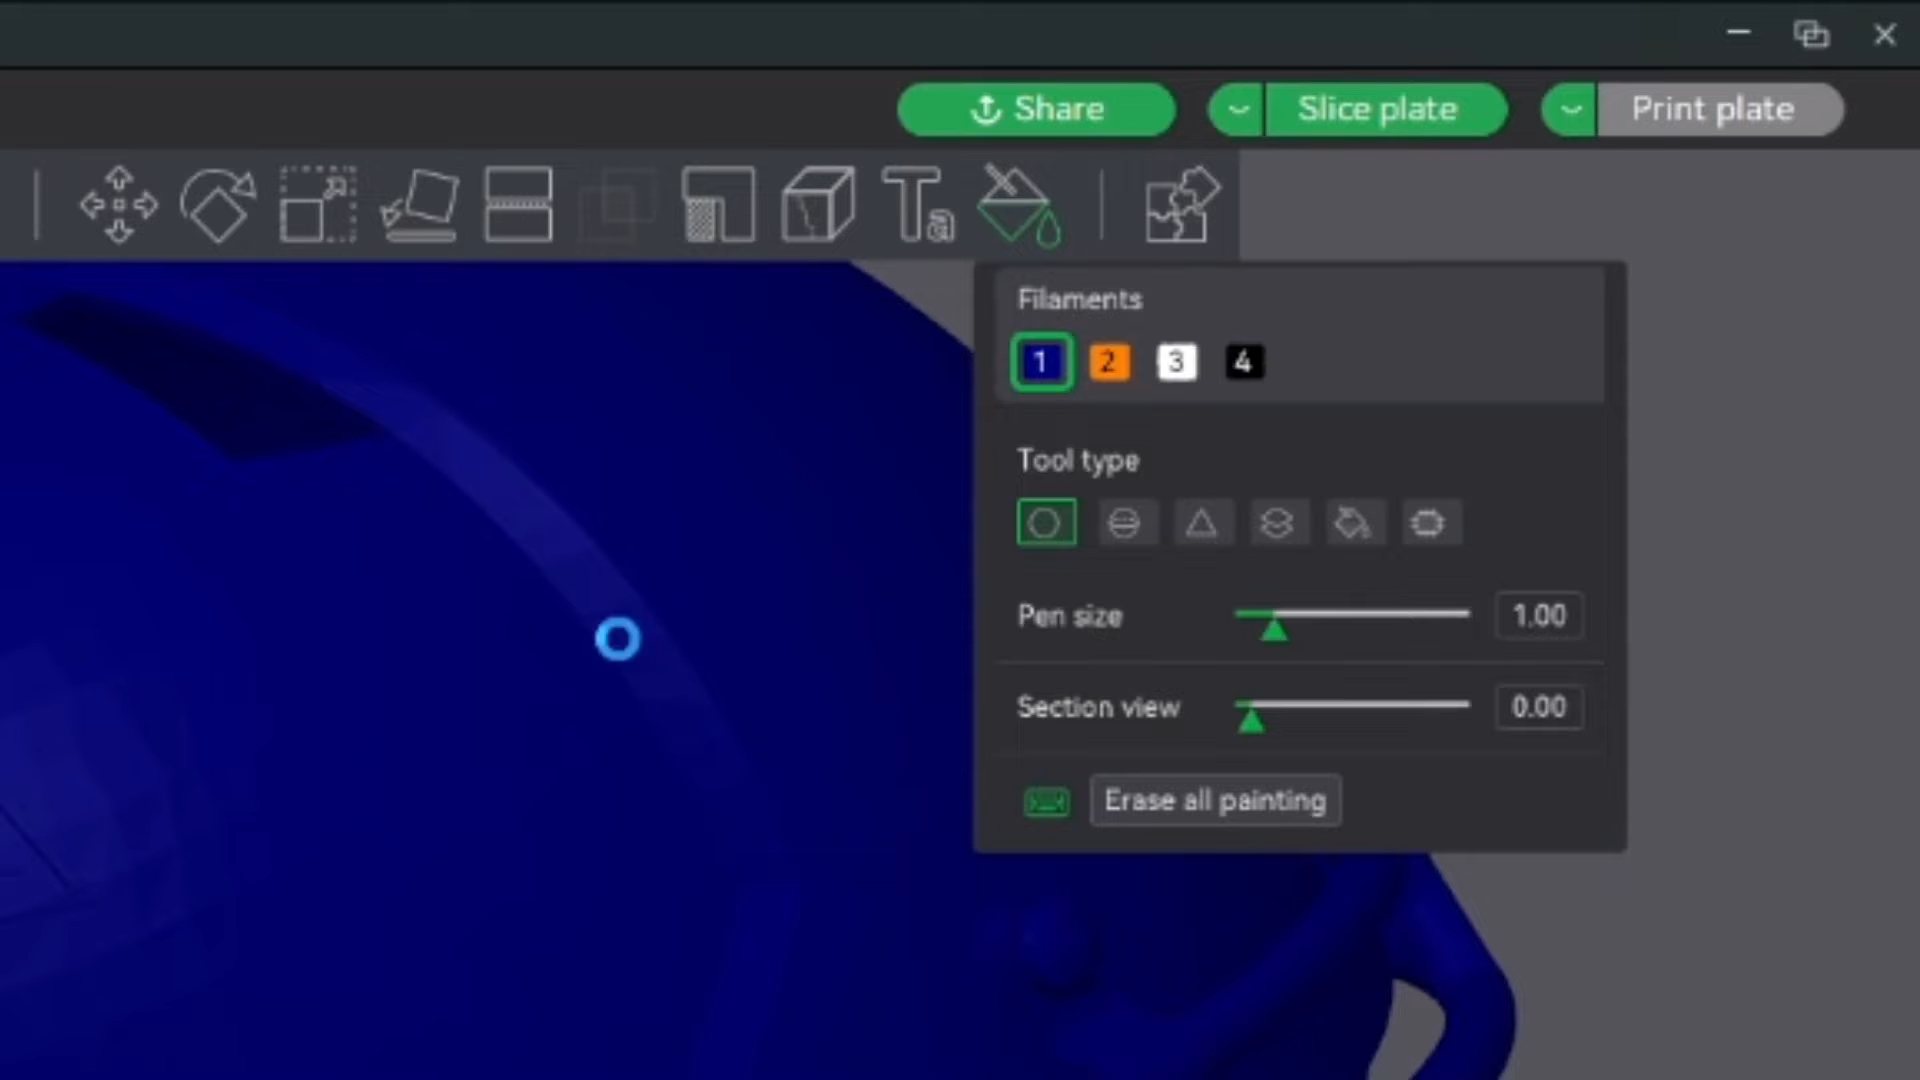 Share
Slice plate
Print plate
Ta
Filaments
1 2 3 4
Tool type
Pen size 1.00
Section view 0.00
Erase all painting